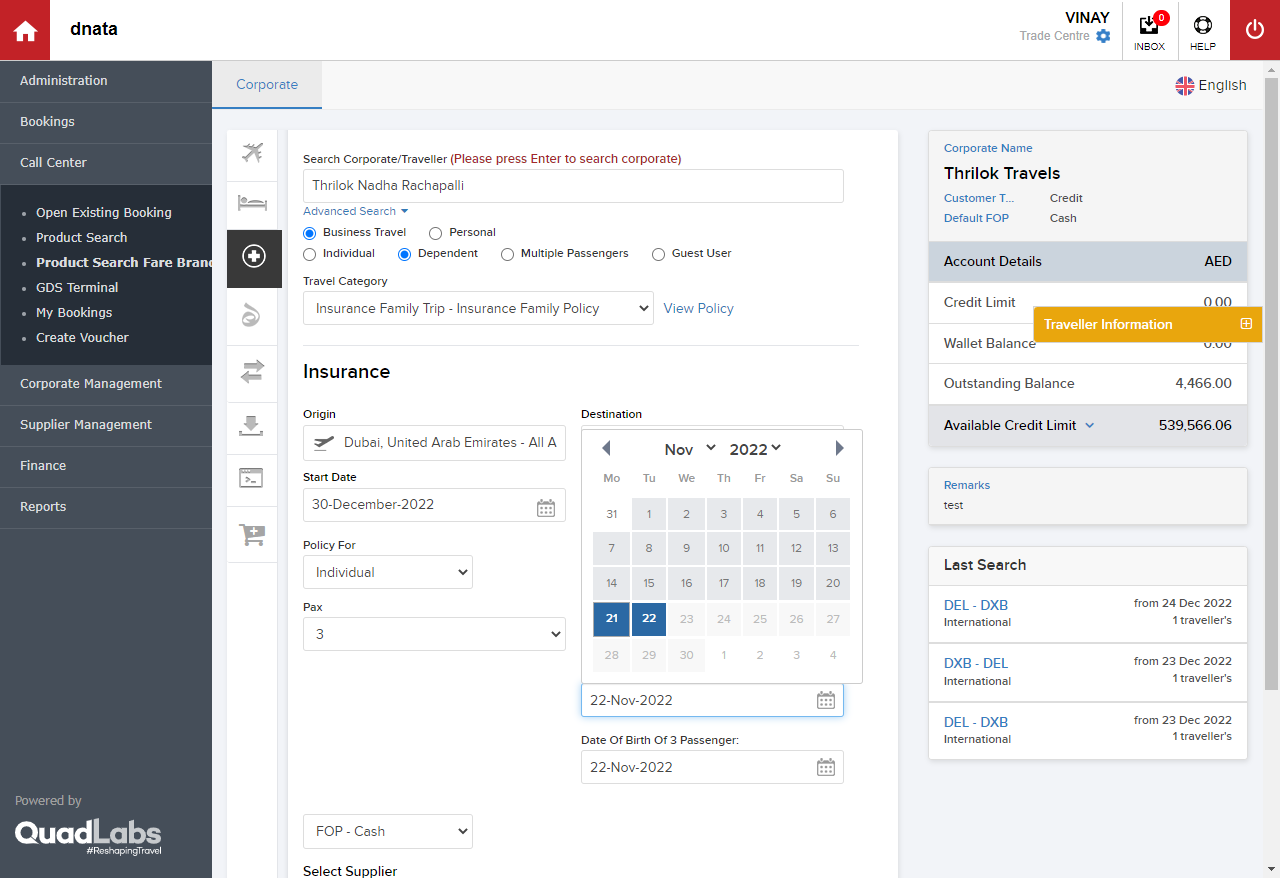 dnata
VINAY
Trade Centre
0
INBOX
HELP
Administration
Bookings
Call Center
Open Existing Booking
Product Search
Product Search Fare Bran
GDS Terminal
My Bookings
Create Voucher
Corporate Management
Supplier Management
Finance
Reports
Powered by
QuadLabs
#ReshapingTravel
Corporate
English
Search Corporate/Traveller (Please press Enter to search corporate)
Thrilok Nadha Rachapalli
Advanced Search
Business Travel Personal
Individual Dependent Multiple Passengers Guest User
Travel Category
Insurance Family Trip - Insurance Family Policy View Policy
Insurance
Origin
Dubai, United Arab Emirates - All A
Start Date
30-December-2022
Policy For
Individual
Pax
3
Destination
Nov 2022
Mo Tu We Th Fr Sa Su
31 1 2 3 4 5 6
7 8 9 10 11 12 13
14 15 16 17 18 19 20
21 22 23 24 25 26 27
28 29 30 1 2 3 4
22-Nov-2022
Date Of Birth Of 3 Passenger:
22-Nov-2022
FOP - Cash
Select Supplier
Corporate Name
Thrilok Travels
Customer T... Credit
Default FOP Cash
Account Details AED
Credit Limit 0.00
Traveller Information
Wallet Balance 0.00
Outstanding Balance 4,466.00
Available Credit Limit 539,566.06
Remarks
test
Last Search
DEL - DXB from 24 Dec 2022
International 1 traveller's
DXB - DEL from 23 Dec 2022
International 1 traveller's
DEL - DXB from 23 Dec 2022
International 1 traveller's